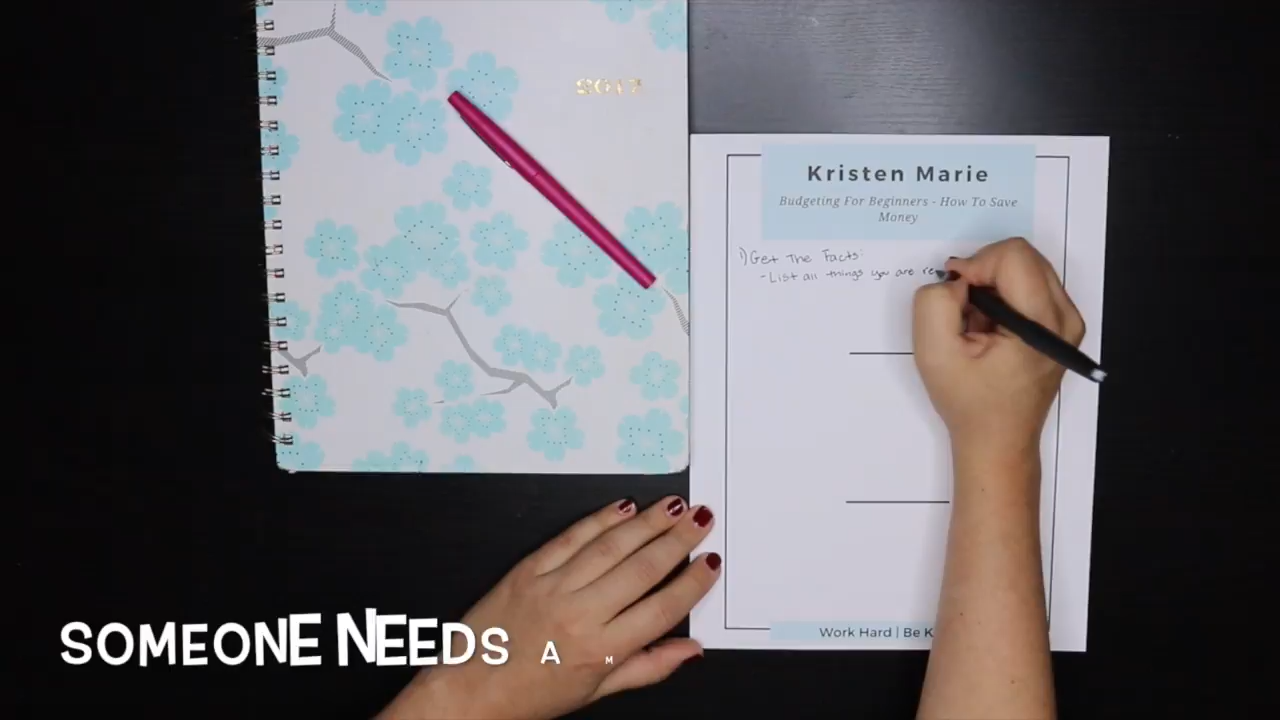 2017
Kristen Marie
Budgeting For Beginners - How To Save
Money
1) Get The Facts:
- List all things you are re
Work Hard | Be K
SOMEONE NEEDS A M